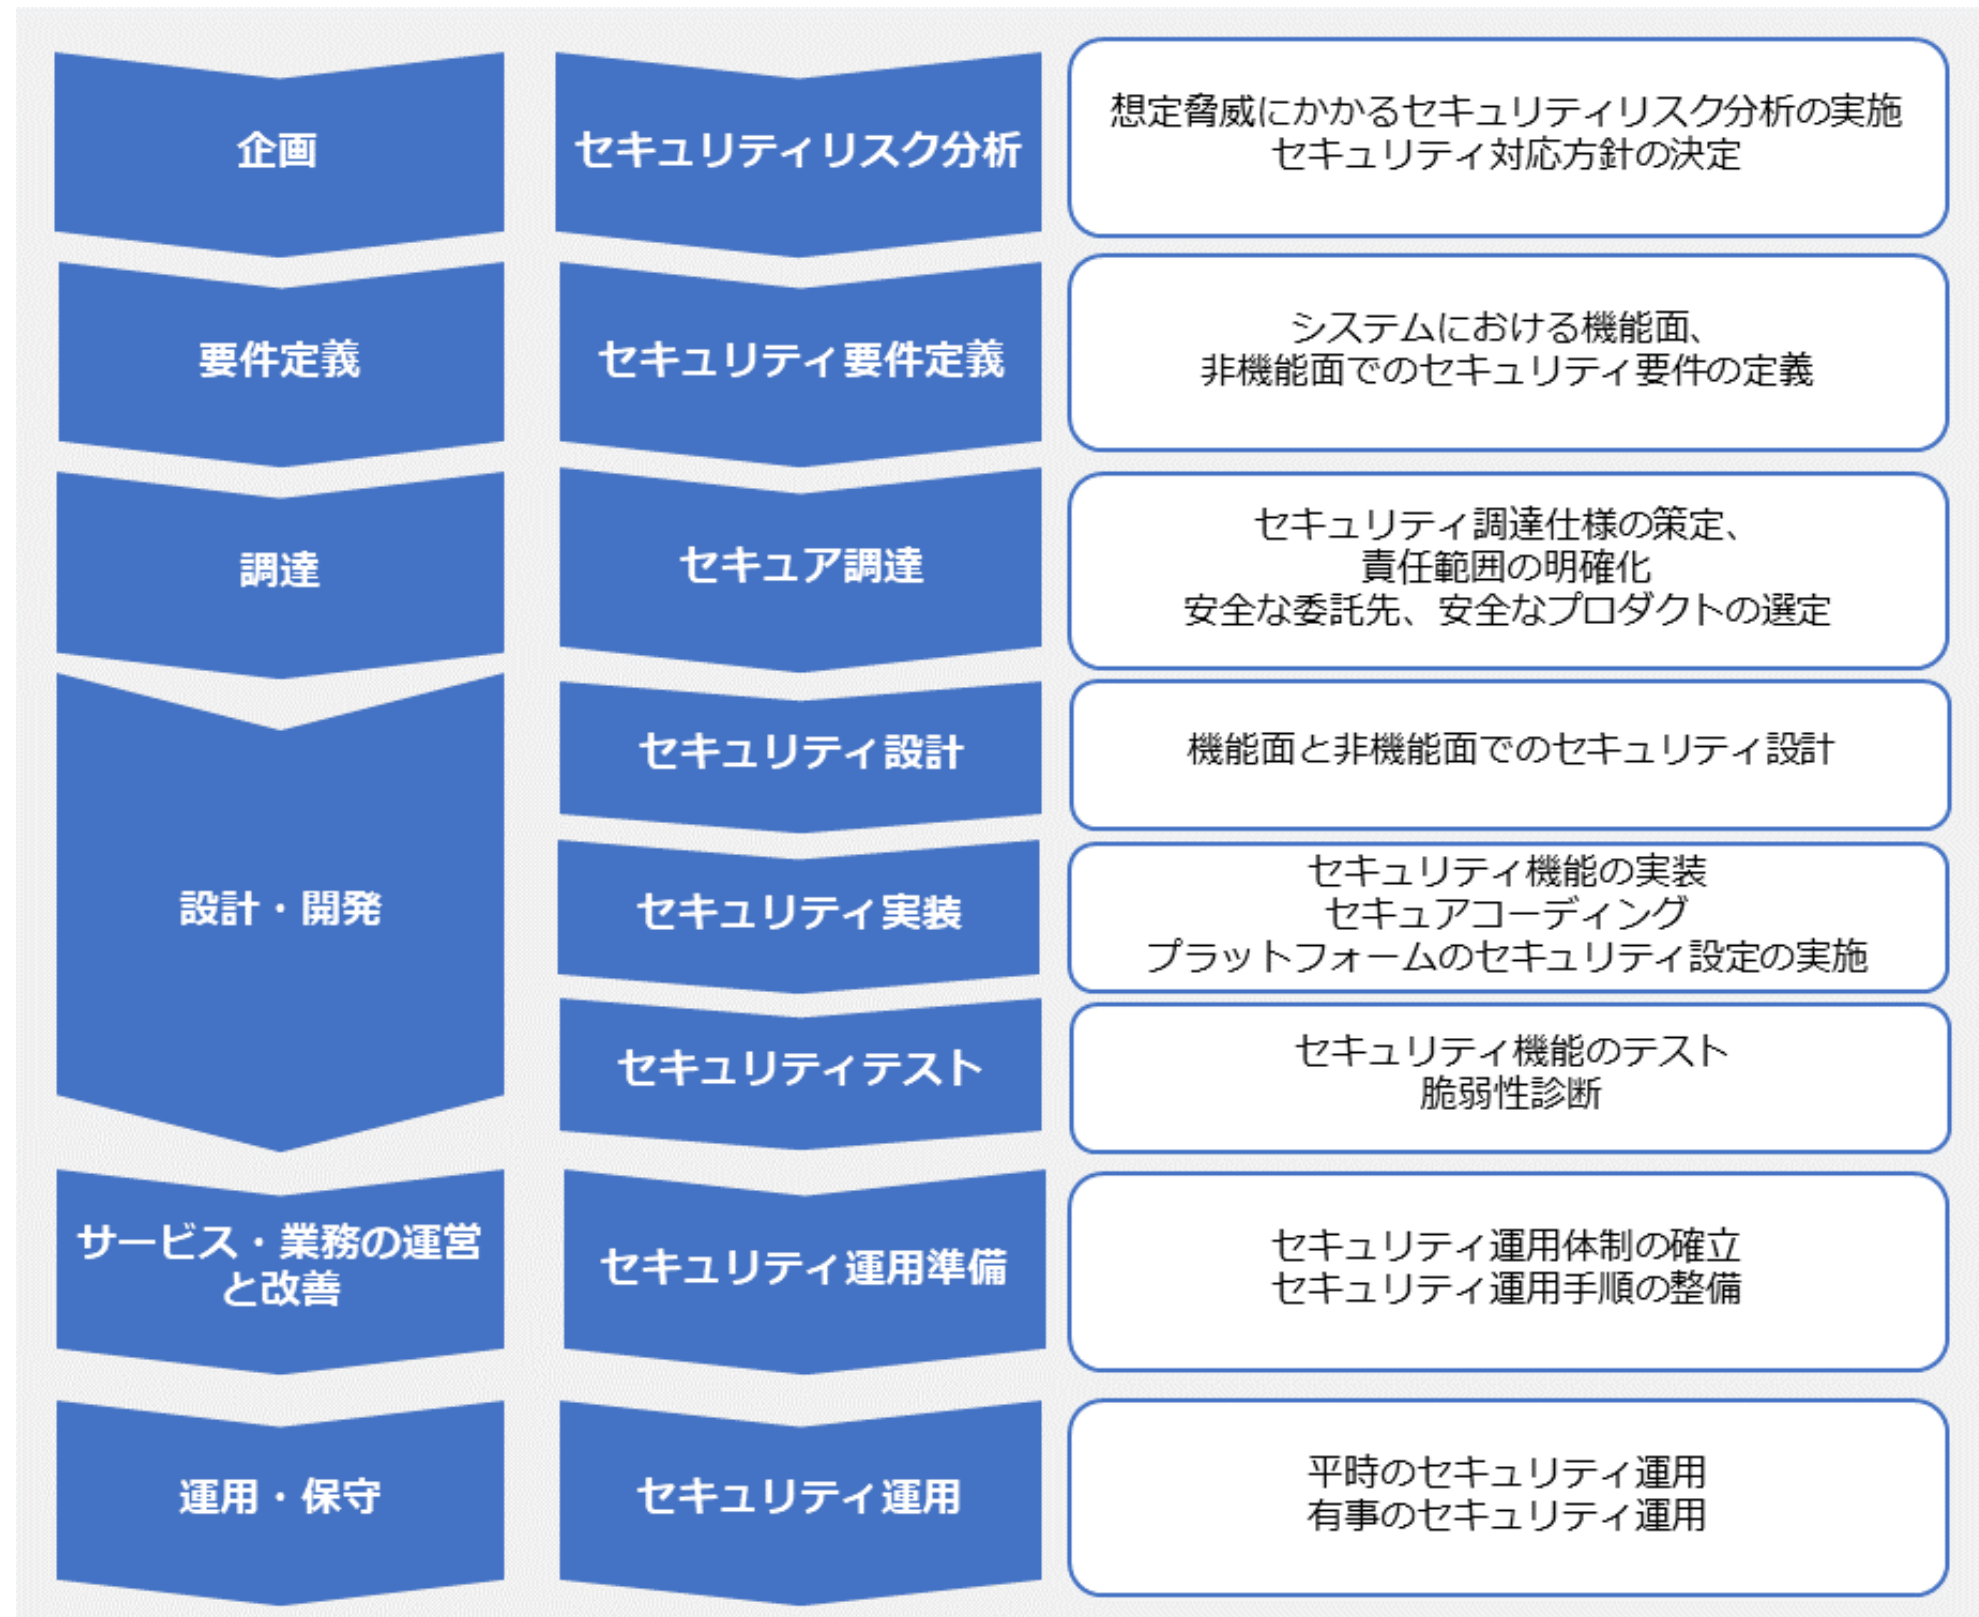 企画
セキュリティリスク分析
想定脅威にかかるセキュリティリスク分析の実施
セキュリティ対応方針の決定
要件定義
セキュリティ要件定義
システムにおける機能面、
非機能面でのセキュリティ要件の定義
調達
セキュア調達
セキュリティ調達仕様の策定、
責任範囲の明確化
安全な委託先、安全なプロダクトの選定
設計・開発
セキュリティ設計
機能面と非機能面でのセキュリティ設計
セキュリティ実装
セキュリティ機能の実装
セキュアコーディング
プラットフォームのセキュリティ設定の実施
セキュリティテスト
セキュリティ機能のテスト
脆弱性診断
サービス・業務の運営
と改善
セキュリティ運用準備
セキュリティ運用体制の確立
セキュリティ運用手順の整備
運用・保守
セキュリティ運用
平時のセキュリティ運用
有事のセキュリティ運用